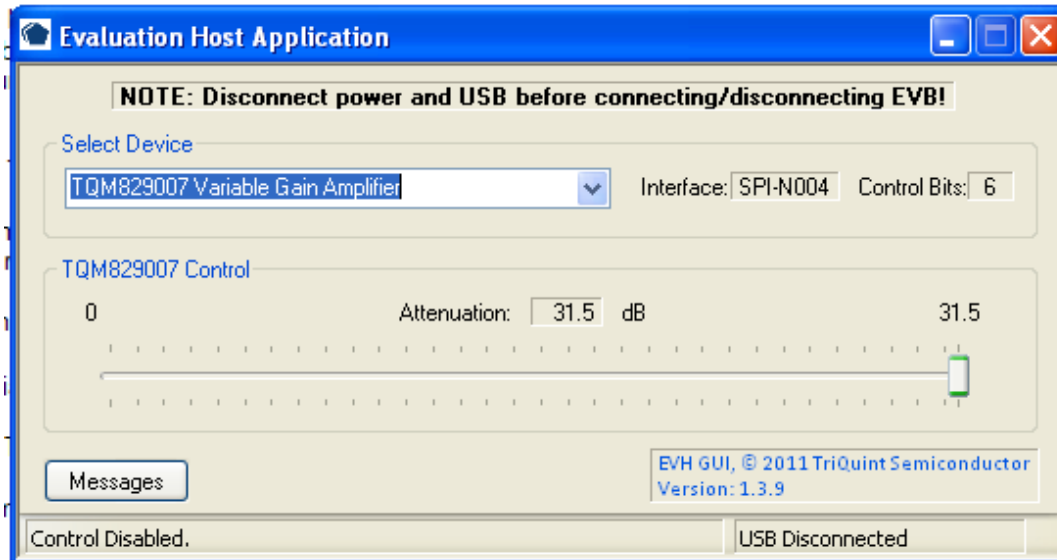 Evaluation Host Application
NOTE: Disconnect power and USB before connecting/disconnecting EVB!
Select Device
TQM829007 Variable Gain Amplifier Interface: SPI-N004 Control Bits: 6
TQM829007 Control
0 Attenuation: 31.5 dB 31.5
Messages
EVH GUI, © 2011 TriQuint Semiconductor
Version: 1.3.9
Control Disabled. USB Disconnected